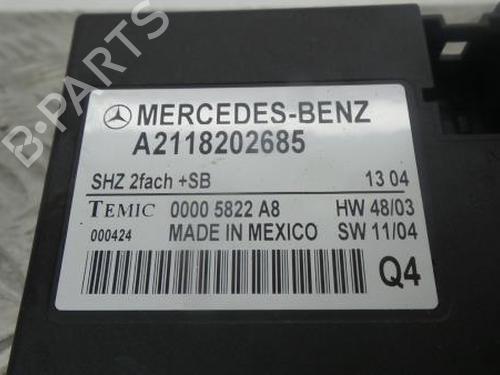 MERCEDES-BENZ
A2118202685
SHZ 2fach +SB 13 04
TEMIC 0000 5822 A8 HW 48/03
000424 MADE IN MEXICO SW 11/04
Q4
B-PARTS